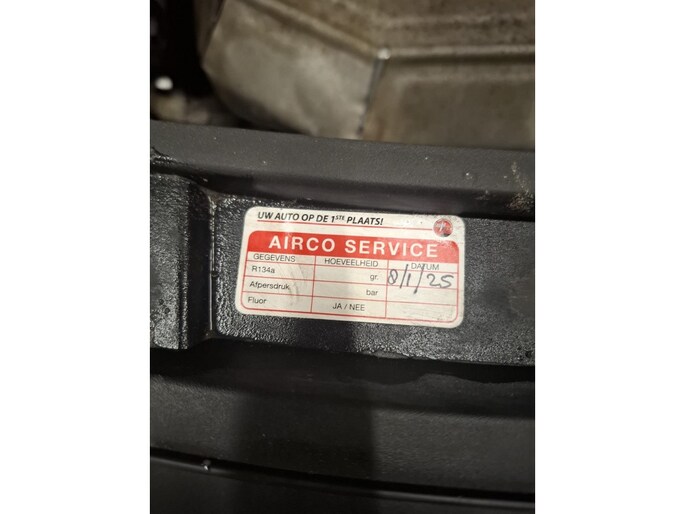 UW AUTO OP DE 1STE PLAATS!
AIRCO SERVICE
GEGEVENS HOEVEELHEID DATUM
R134a gr. 8/1/25
Afpersdruk bar
Fluor JA / NEE